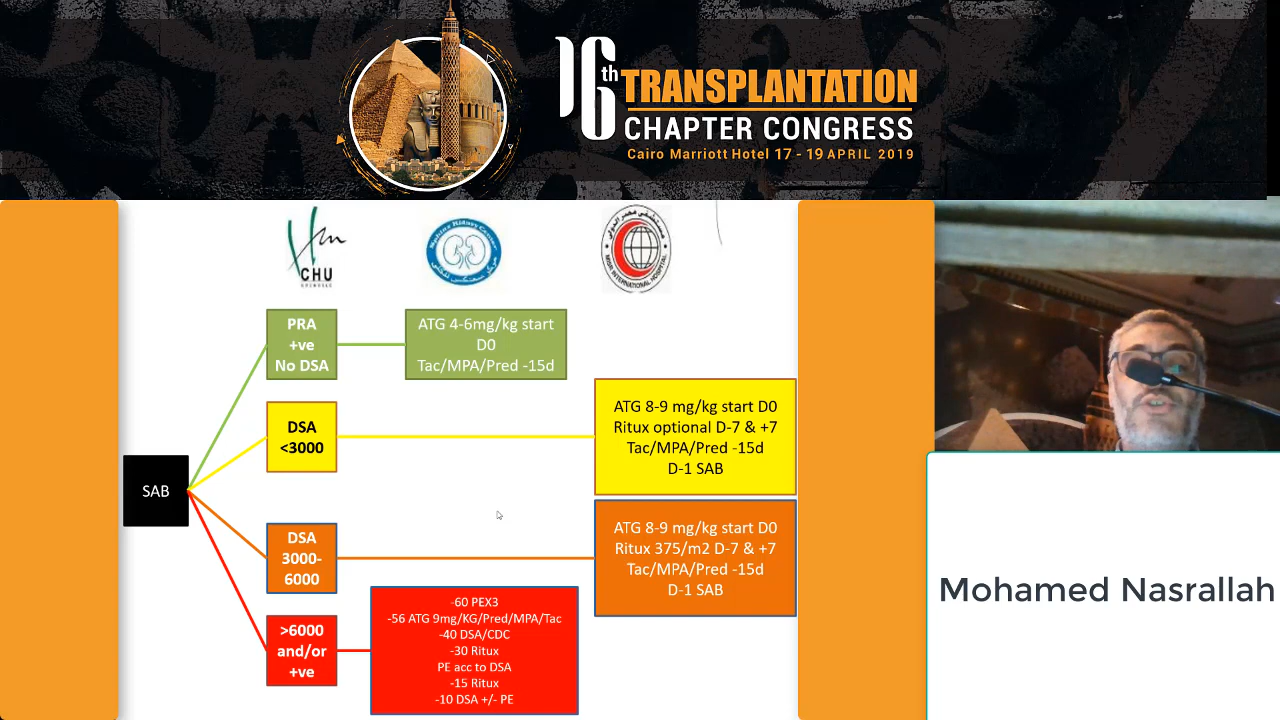 16th TRANSPLANTATION
CHAPTER CONGRESS
Cairo Marriott Hotel 17 - 19 APRIL 2019
CHU
PRA
+ve
No DSA
ATG 4-6mg/kg start
D0
Tac/MPA/Pred -15d
DSA
<3000
ATG 8-9 mg/kg start D0
Ritux optional D-7 & +7
Tac/MPA/Pred -15d
D-1 SAB
SAB
DSA
3000-
6000
ATG 8-9 mg/kg start D0
Ritux 375/m2 D-7 & +7
Tac/MPA/Pred -15d
D-1 SAB
>6000
and/or
+ve
-60 PEX3
-56 ATG 9mg/KG/Pred/MPA/Tac
-40 DSA/CDC
-30 Ritux
PE acc to DSA
-15 Ritux
-10 DSA +/- PE
Mohamed Nasrallah